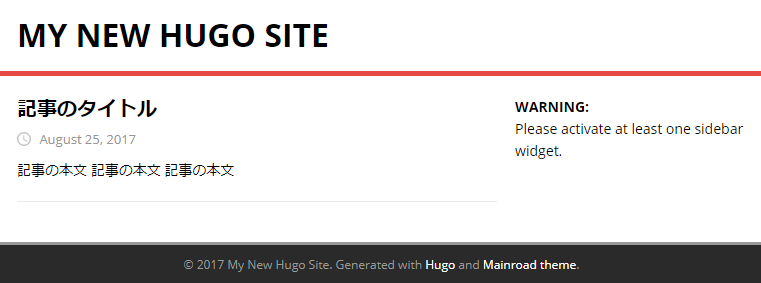 MY NEW HUGO SITE
記事のタイトル
August 25, 2017
記事の本文 記事の本文 記事の本文
WARNING:
Please activate at least one sidebar
widget.
© 2017 My New Hugo Site. Generated with Hugo and Mainroad theme.